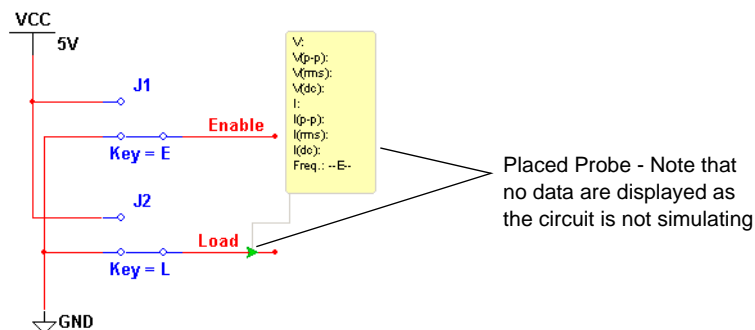 VCC
5V
J1
Enable
Key = E
J2
Load
Key = L
GND
V:
V(p-p):
V(rms):
V(dc):
I:
I(p-p):
I(rms):
I(dc):
Freq.: --E--
Placed Probe - Note that
no data are displayed as
the circuit is not simulating